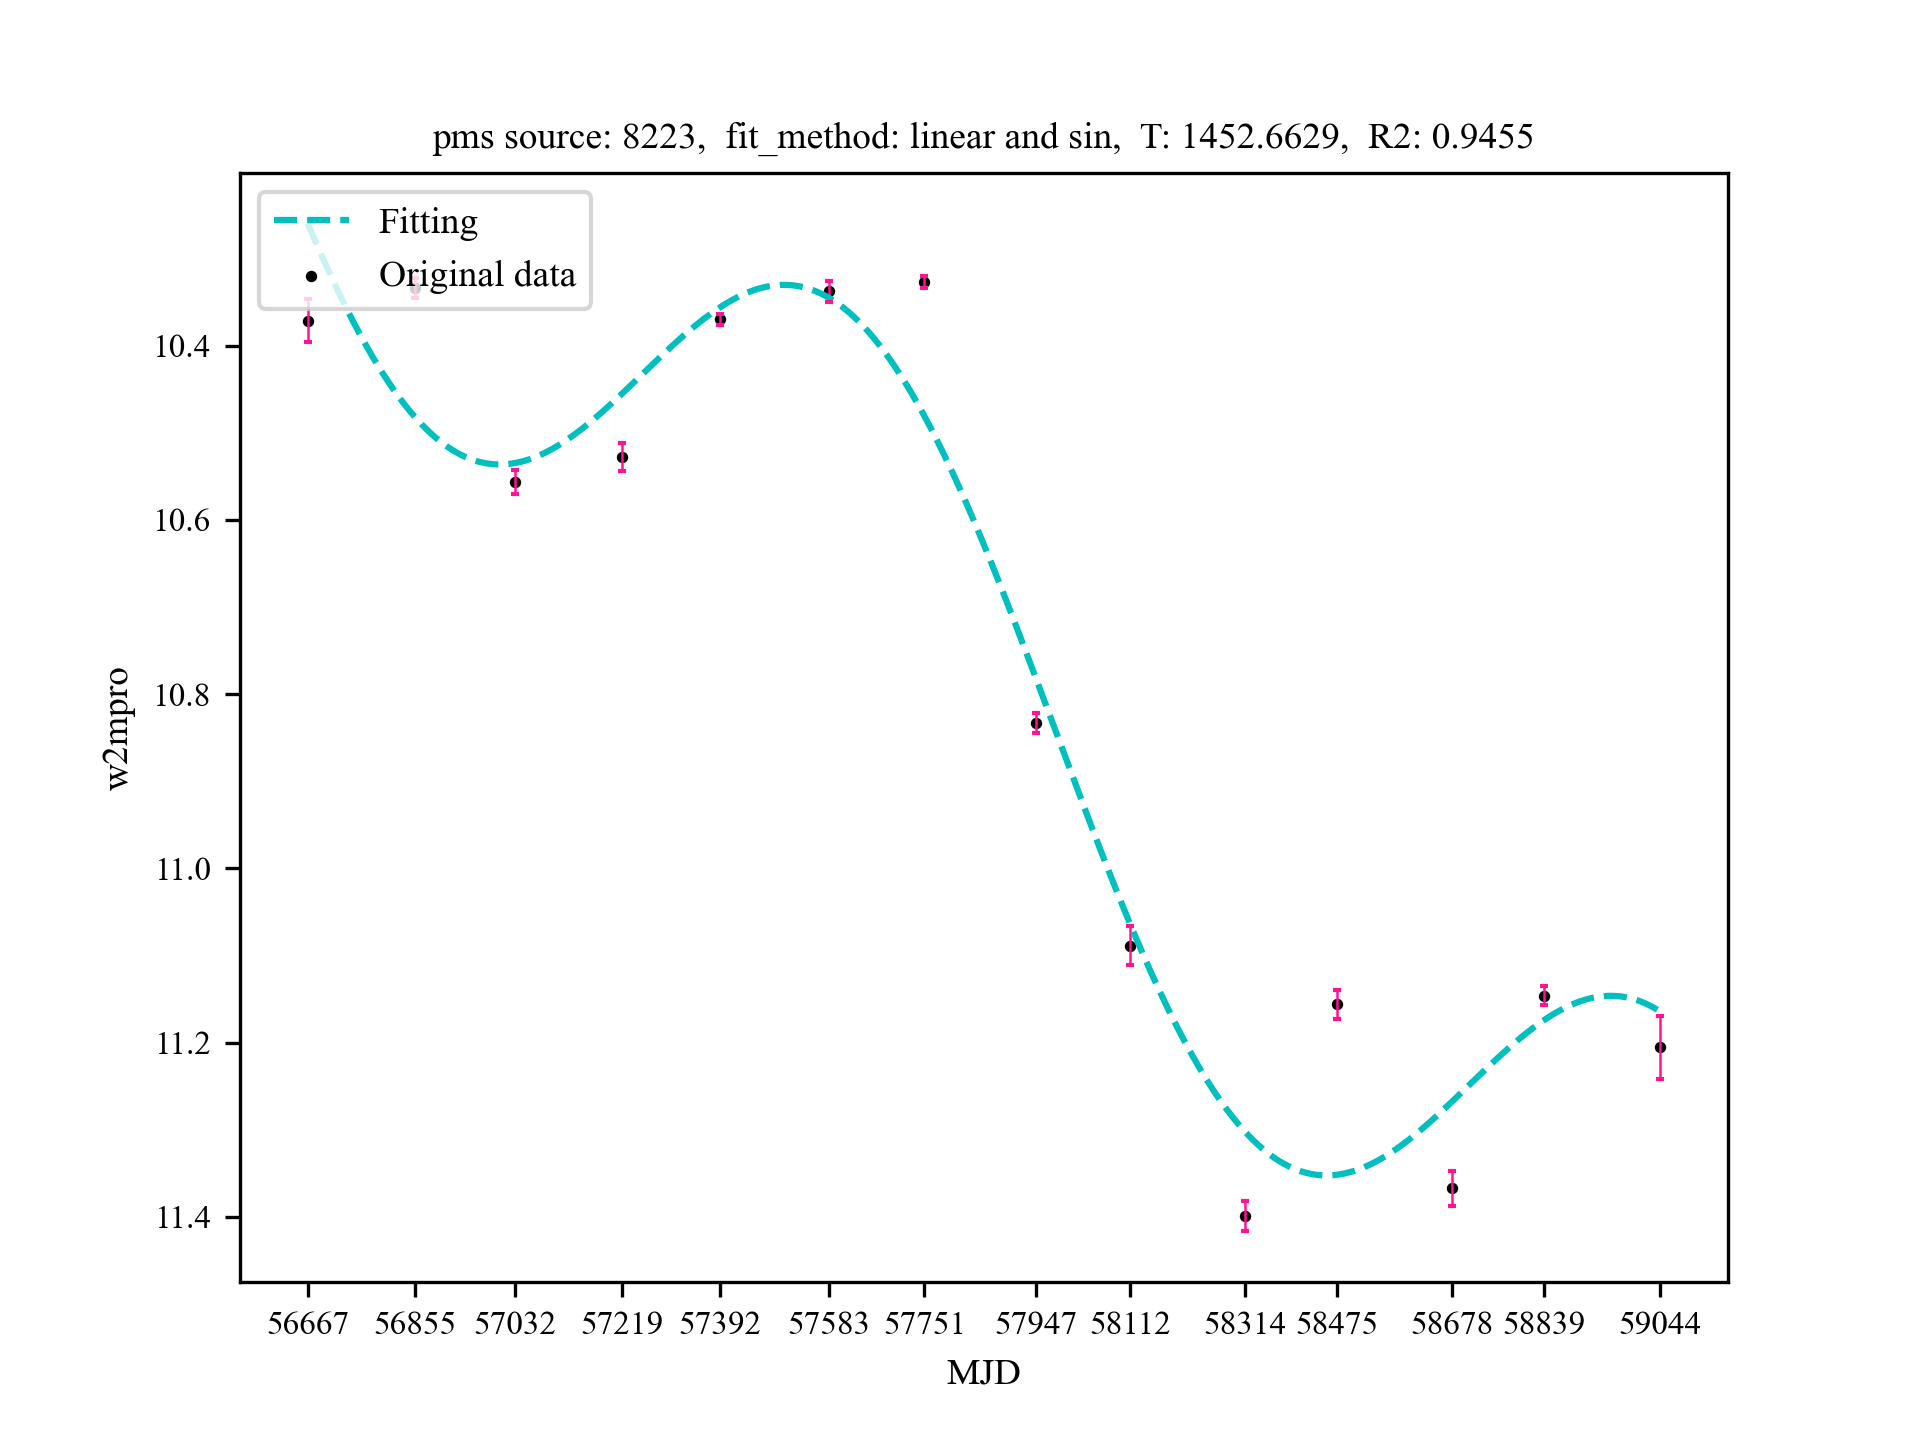 pms source: 8223, fit_method: linear and sin, T: 1452.6629, R2: 0.9455
Fitting
Original data
10.4
10.6
10.8
11.0
11.2
11.4
w2mpro
56667 56855 57032 57219 57392 57583 57751 57947 58112 58314 58475 58678 58839 59044
MJD